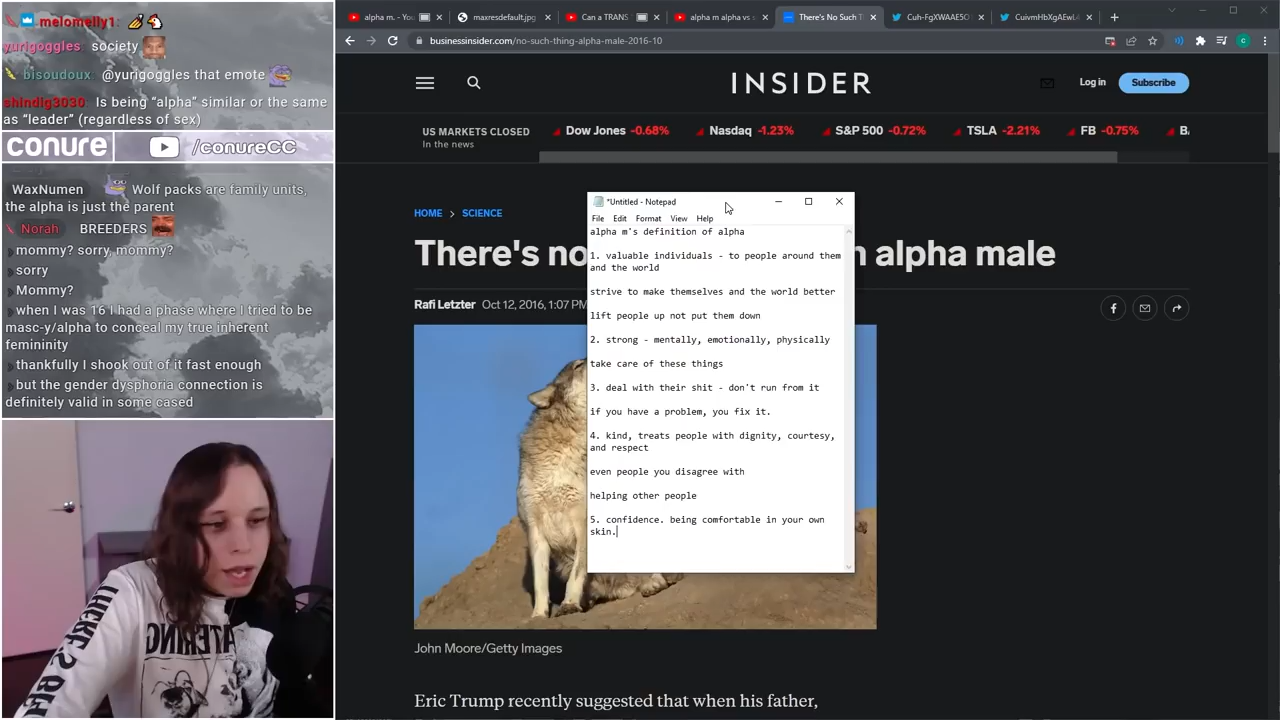 melomelly1:
yurigoggles society
bisoudoux: @yurigoggles that emote
shindig3030: Is being “alpha” similar or the same
as “leader” (regardless of sex)
conure
/conureCC
WaxNumen Wolf packs are family units,
the alpha is just the parent
Norah BREEDERS
mommy? sorry, mommy?
sorry
Mommy?
when I was 16 I had a phase where I tried to be
masc-y/alpha to conceal my true inherent
femininity
thankfully I shook out of it fast enough
but the gender dysphoria connection is
definitely valid in some cased
alpha m. - You
maxresdefault.jpg
Can a TRANS
alpha m alpha vs
There's No Such T
Cuh-FgXWAAE5O
businessinsider.com/no-such-thing-alpha-male-2016-10
INSIDER
Log in
Subscribe
US MARKETS CLOSED
In the news
Dow Jones -0.68%
Nasdaq -1.23%
S&P 500 -0.72%
TSLA -2.21%
FB -0.75%
HOME > SCIENCE
There's no
alpha male
Rafi Letzter Oct 12, 2016, 1:07 PM
*Untitled - Notepad
File Edit Format View Help
alpha m's definition of alpha
1. valuable individuals - to people around them
and the world
strive to make themselves and the world better
lift people up not put them down
2. strong - mentally, emotionally, physically
take care of these things
3. deal with their shit - don't run from it
if you have a problem, you fix it.
4. kind, treats people with dignity, courtesy,
and respect
even people you disagree with
helping other people
5. confidence. being comfortable in your own
skin.
John Moore/Getty Images
Eric Trump recently suggested that when his father,